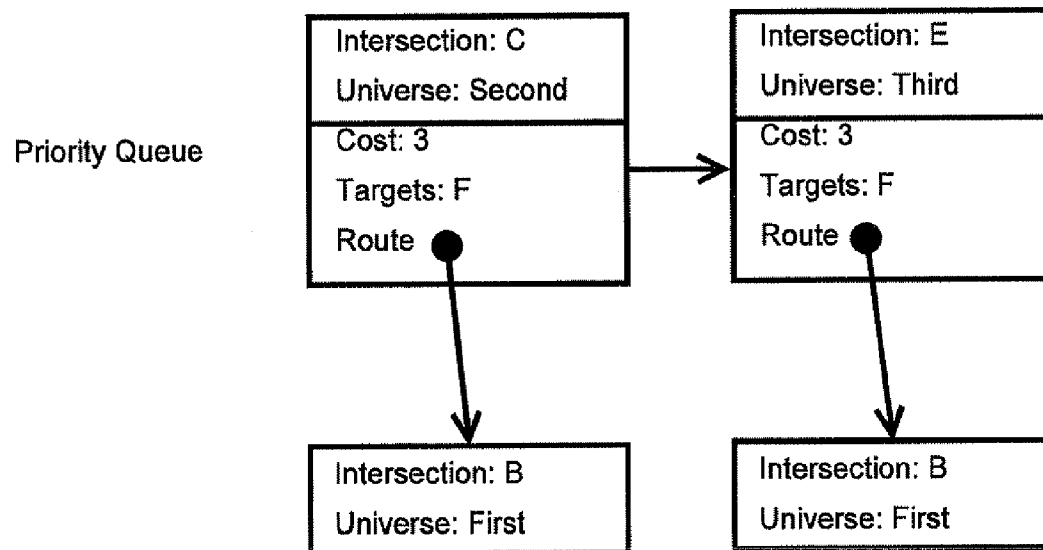 Priority Queue
Intersection: C
Universe: Second
Cost: 3
Targets: F
Route
Intersection: E
Universe: Third
Cost: 3
Targets: F
Route
Intersection: B
Universe: First
Intersection: B
Universe: First